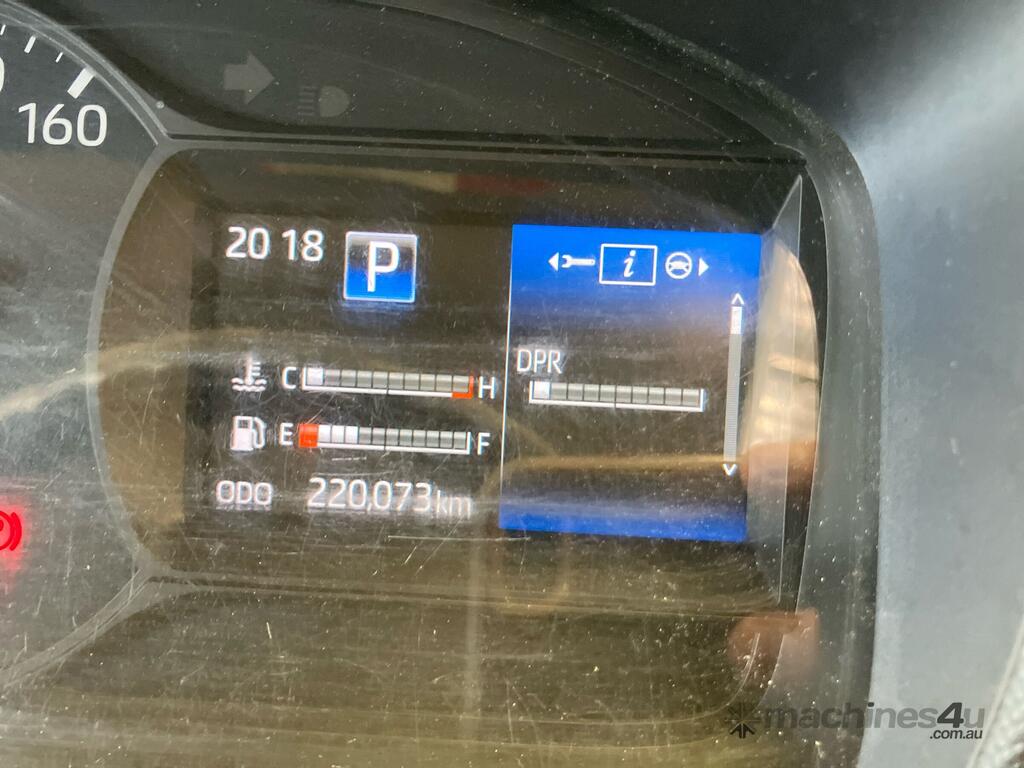 160
20 18 P
i
DPR
C H
E F
ODO 220,073 km
machines4u
.com.au